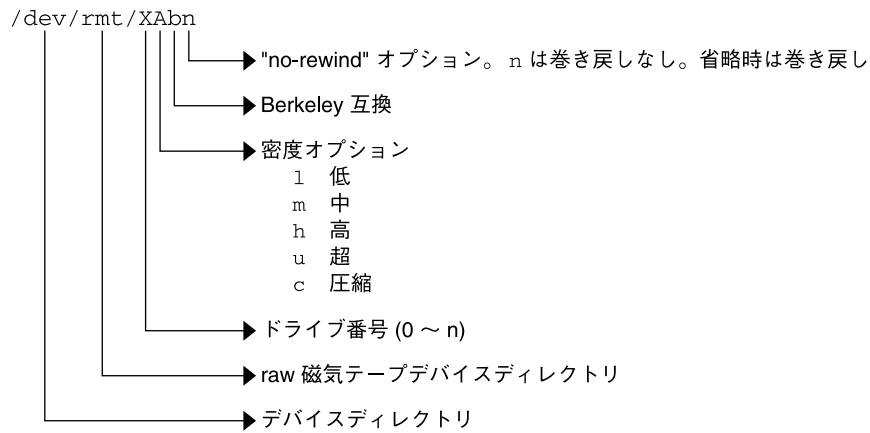 /dev/rmt/XAbn
"no-rewind" オプション。 n は巻き戻しなし。省略時は巻き戻し
Berkeley 互換
密度オプション
l 低
m 中
h 高
u 超
c 圧縮
ドライブ番号 (0 ~ n)
raw 磁気テープデバイスディレクトリ
デバイスディレクトリ